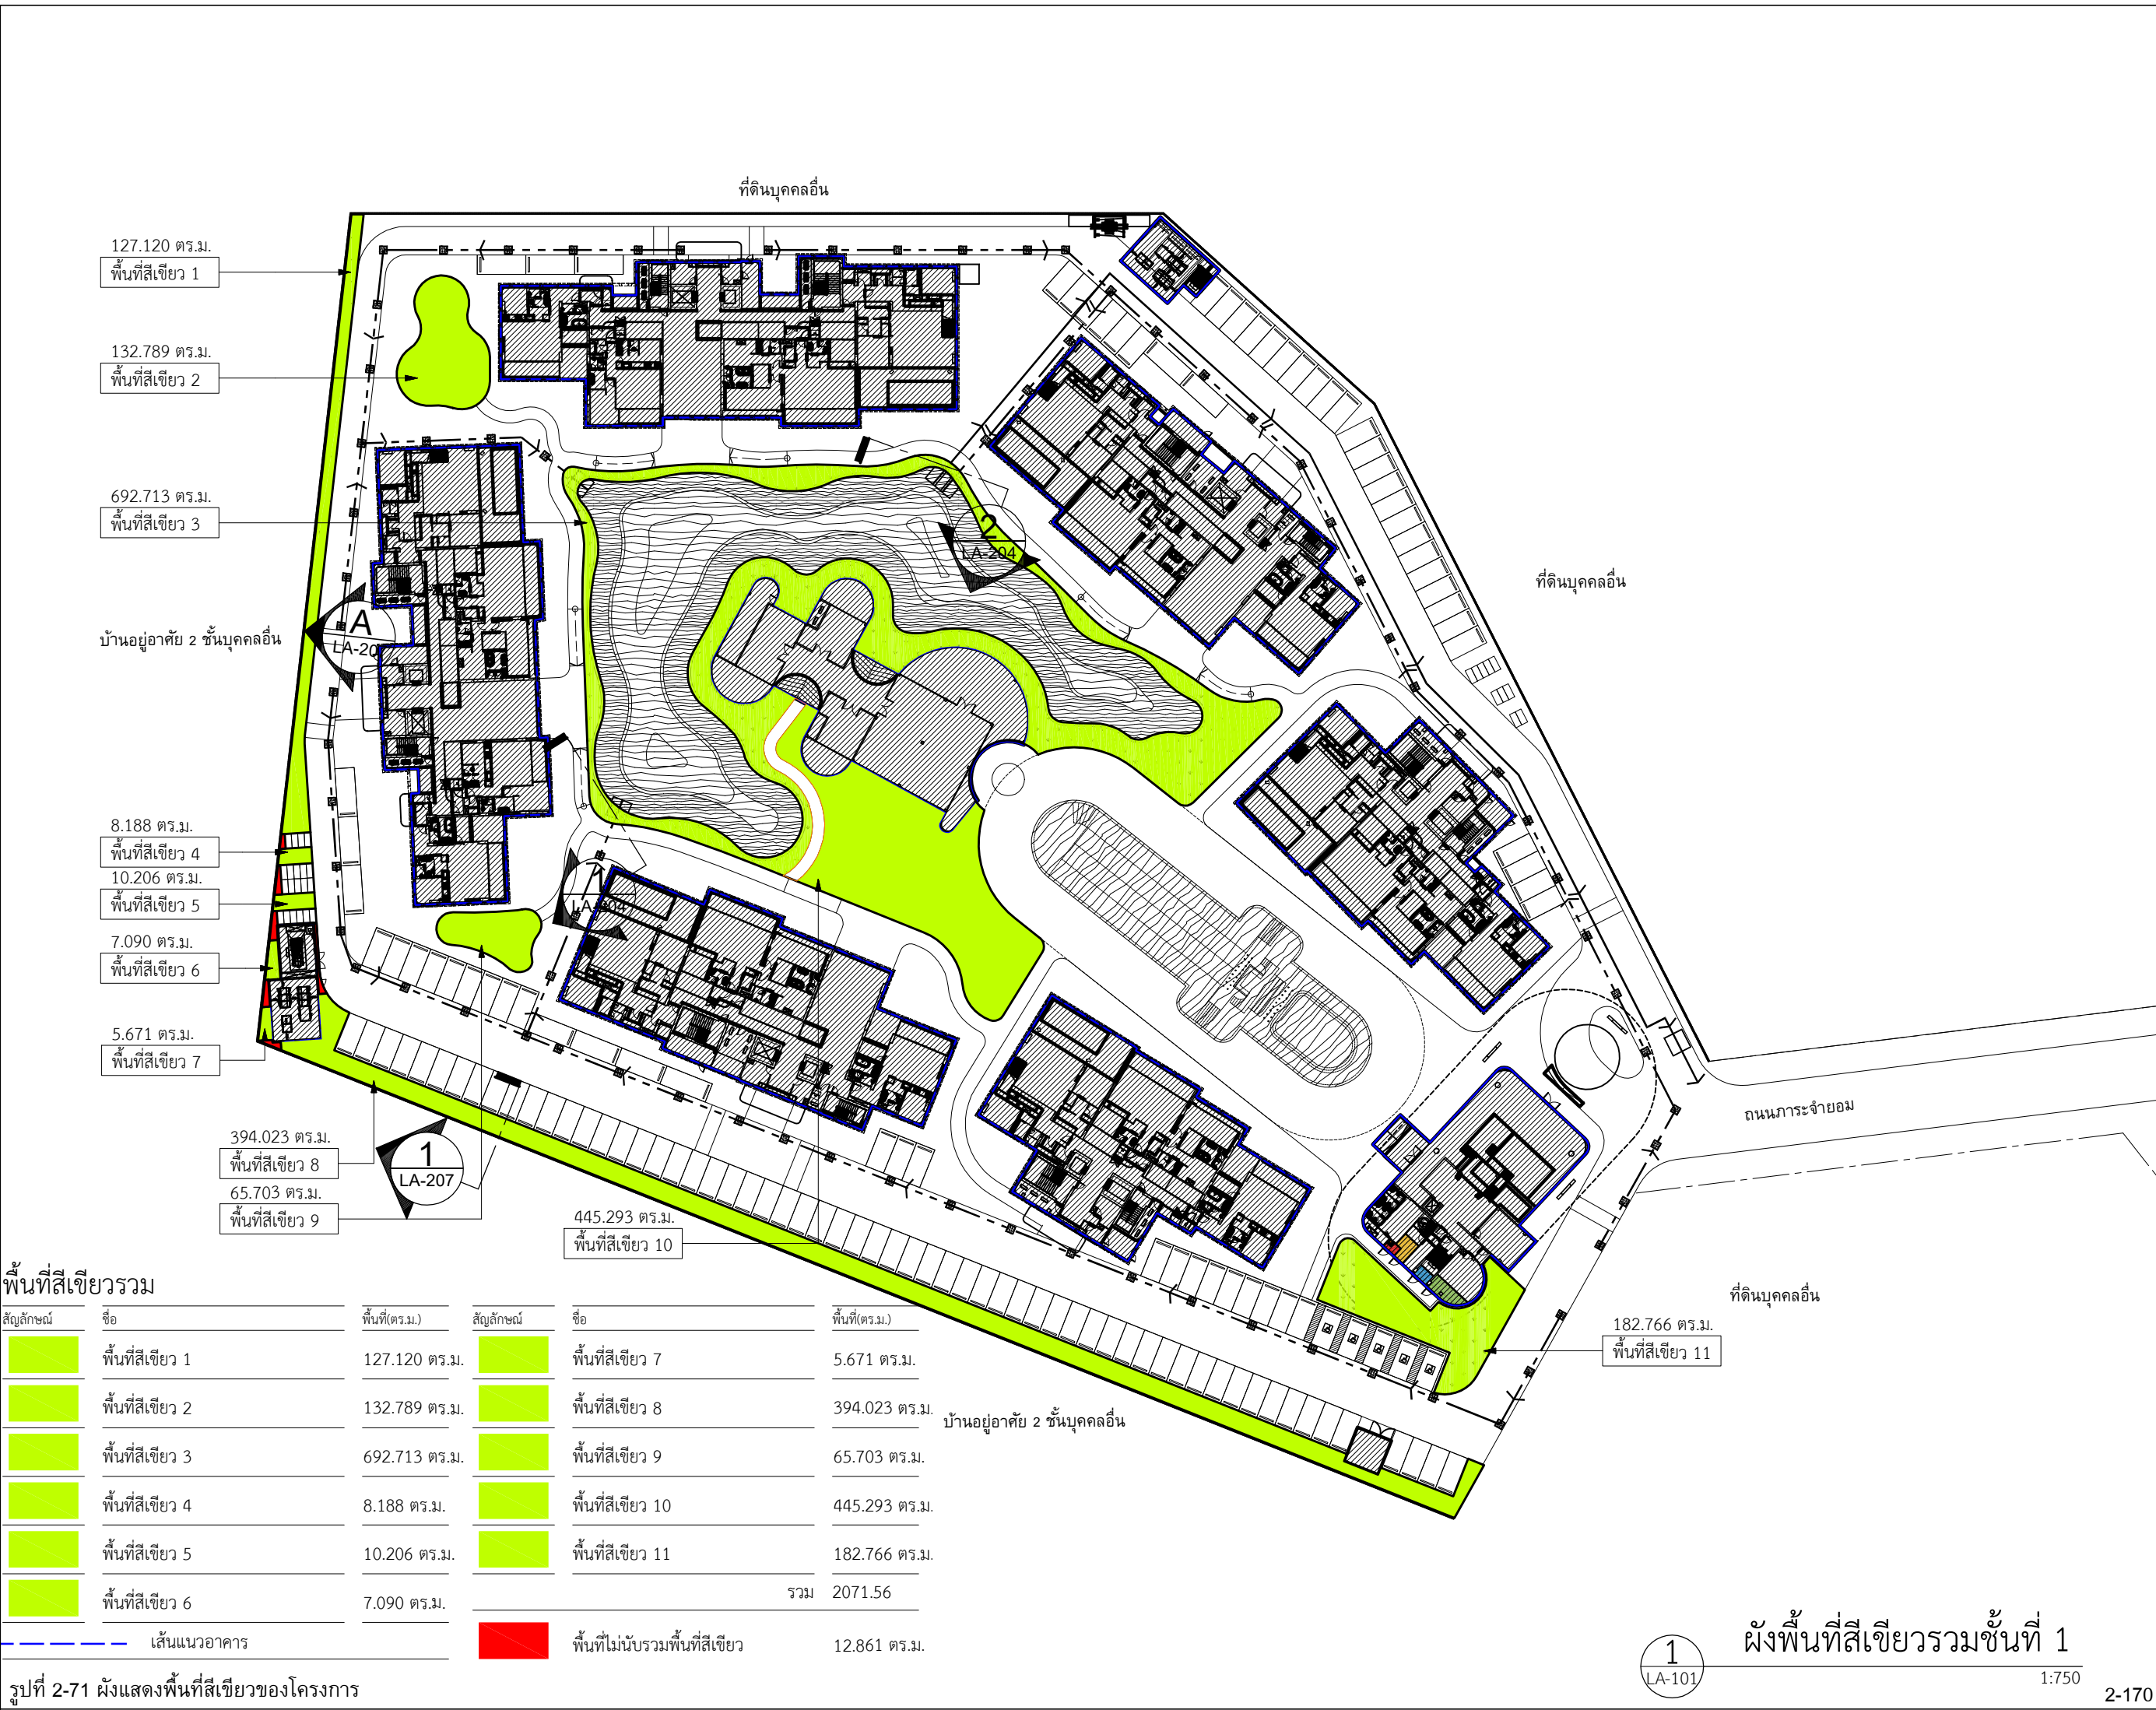 ที่ดินบุคคลอื่น
127.120 ตร.ม.
พื้นที่สีเขียว 1
132.789 ตร.ม.
พื้นที่สีเขียว 2
692.713 ตร.ม.
พื้นที่สีเขียว 3
2
LA-204
ที่ดินบุคคลอื่น
บ้านอยู่อาศัย 2 ชั้นบุคคลอื่น
A
LA-20
8.188 ตร.ม.
พื้นที่สีเขียว 4
10.206 ตร.ม.
พื้นที่สีเขียว 5
7.090 ตร.ม.
พื้นที่สีเขียว 6
5.671 ตร.ม.
พื้นที่สีเขียว 7
ถนนภาระจำยอม
394.023 ตร.ม.
พื้นที่สีเขียว 8
1
LA-207
65.703 ตร.ม.
พื้นที่สีเขียว 9
445.293 ตร.ม.
พื้นที่สีเขียว 10
ที่ดินบุคคลอื่น
182.766 ตร.ม.
พื้นที่สีเขียว 11
บ้านอยู่อาศัย 2 ชั้นบุคคลอื่น
พื้นที่สีเขียวรวม
สัญลักษณ์ ชื่อ พื้นที่(ตร.ม.) สัญลักษณ์ ชื่อ พื้นที่(ตร.ม.)
พื้นที่สีเขียว 1 127.120 ตร.ม. พื้นที่สีเขียว 7 5.671 ตร.ม.
พื้นที่สีเขียว 2 132.789 ตร.ม. พื้นที่สีเขียว 8 394.023 ตร.ม.
พื้นที่สีเขียว 3 692.713 ตร.ม. พื้นที่สีเขียว 9 65.703 ตร.ม.
พื้นที่สีเขียว 4 8.188 ตร.ม. พื้นที่สีเขียว 10 445.293 ตร.ม.
พื้นที่สีเขียว 5 10.206 ตร.ม. พื้นที่สีเขียว 11 182.766 ตร.ม.
พื้นที่สีเขียว 6 7.090 ตร.ม. รวม 2071.56
เส้นแนวอาคาร พื้นที่ไม่นับรวมพื้นที่สีเขียว 12.861 ตร.ม.
1
LA-101
ผังพื้นที่สีเขียวรวมชั้นที่ 1
1:750
รูปที่ 2-71 ผังแสดงพื้นที่สีเขียวของโครงการ
2-170